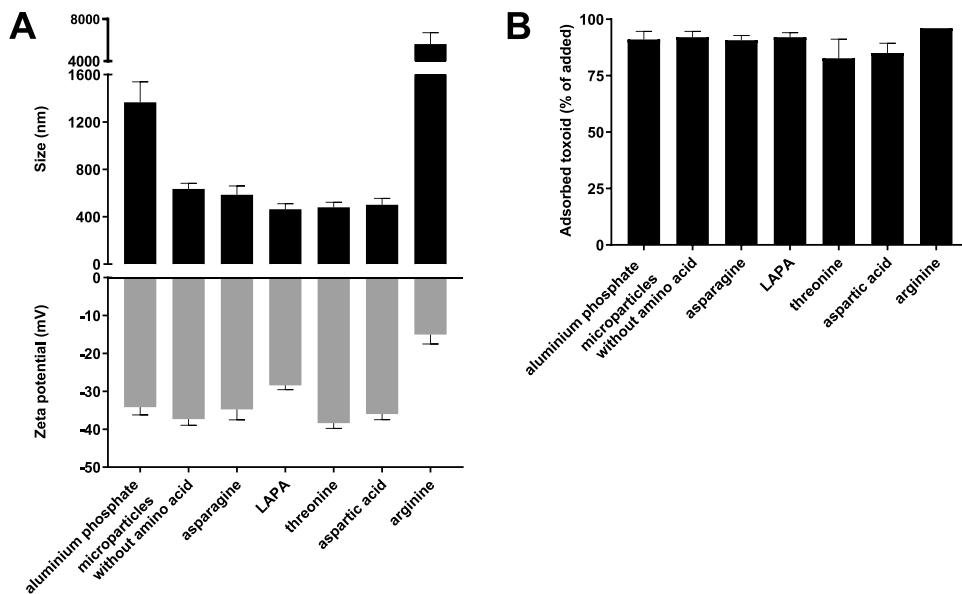 A
8000
4000
1600
1200
800
400
0
Size (nm)
0
-10
-20
-30
-40
-50
Zeta potential (mV)
aluminium phosphate
microparticles
without amino acid
asparagine
LAPA
threonine
aspartic acid
arginine
B
100
75
50
25
0
Adsorbed toxoid (% of added)
aluminium phosphate
microparticles
without amino acid
asparagine
LAPA
threonine
aspartic acid
arginine